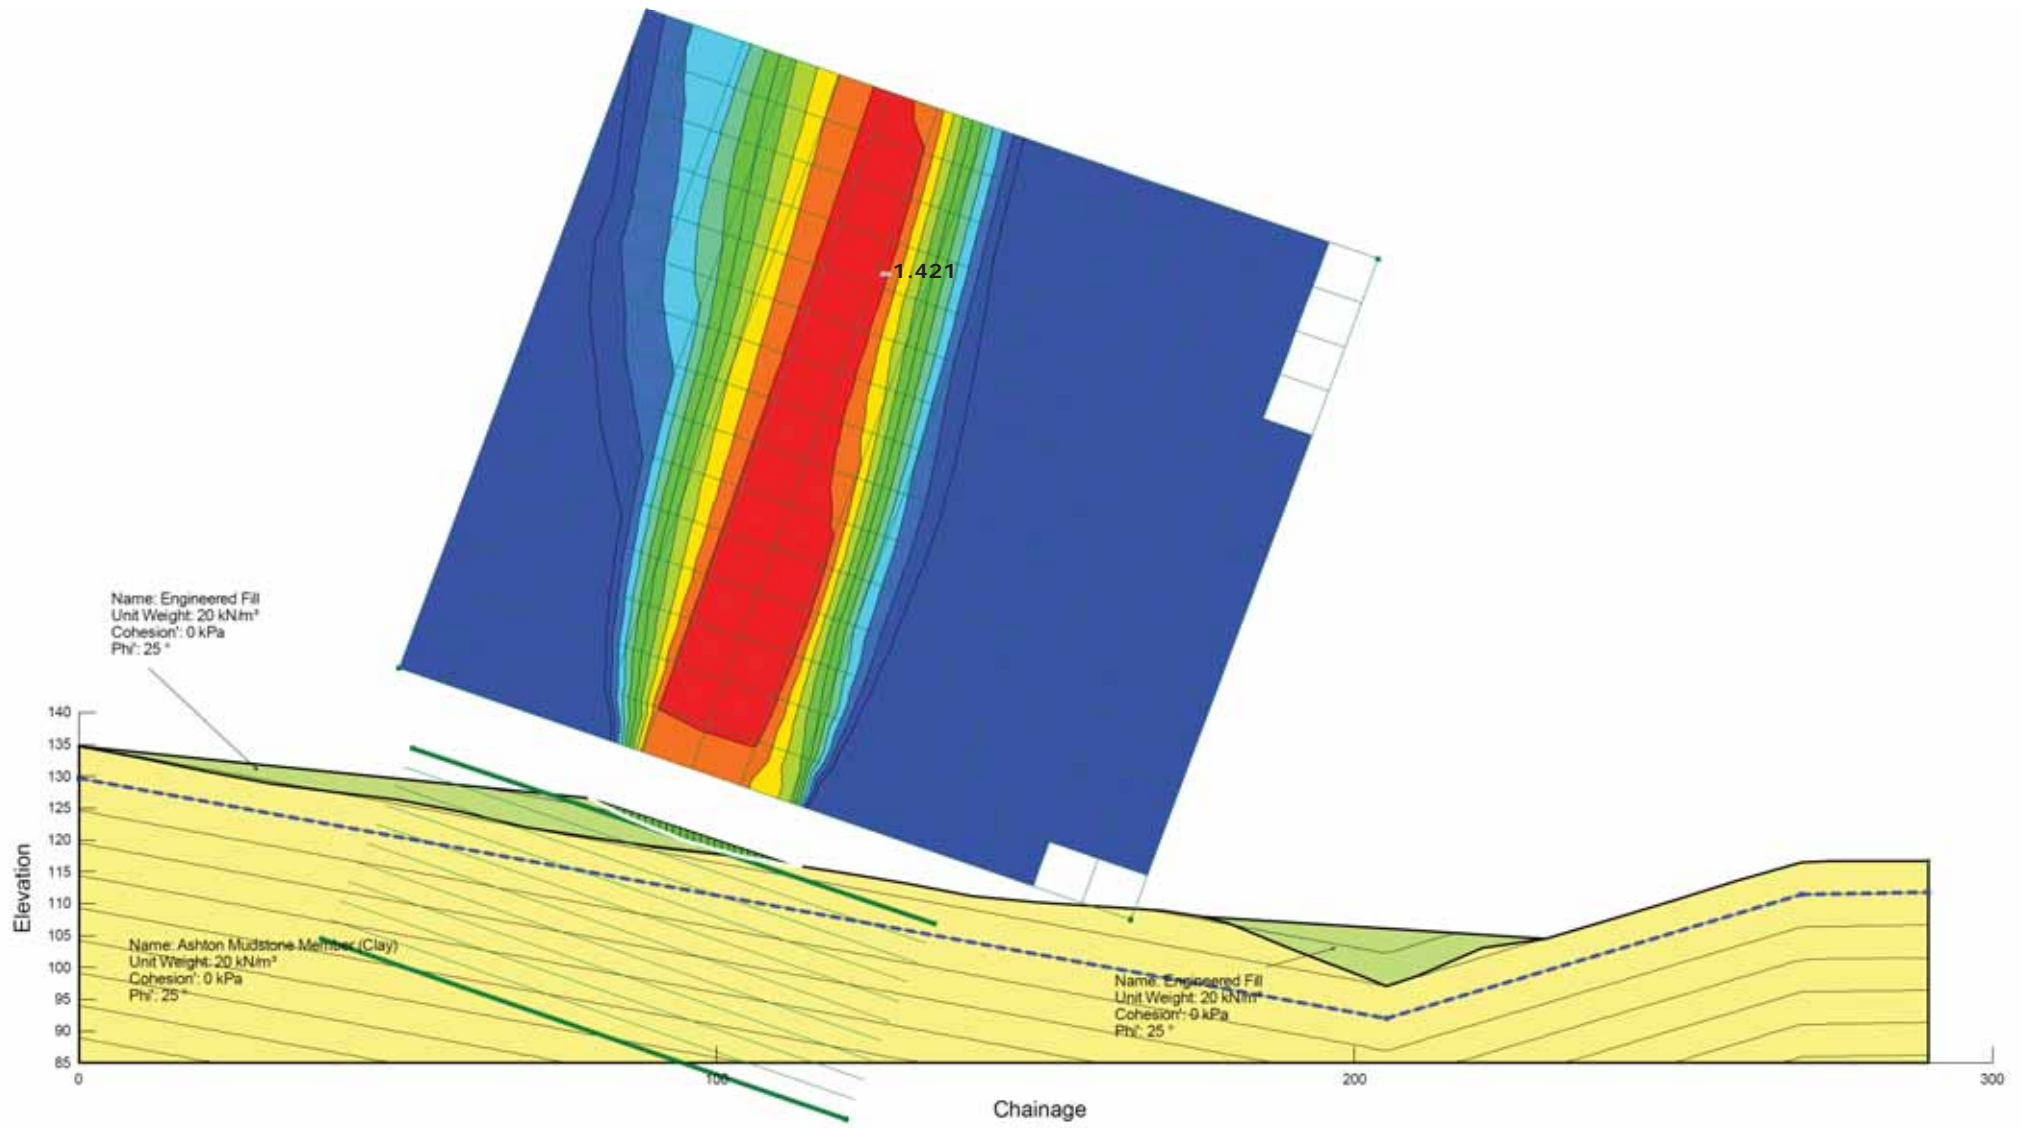 1.421
Name: Engineered Fill
Unit Weight: 20 kN/m³
Cohesion': 0 kPa
Phi': 25 °
140
135
130
125
120
115
110
105
100
95
90
85
Elevation
Name: Ashton Mudstone Member (Clay)
Unit Weight: 20 kN/m³
Cohesion': 0 kPa
Phi': 25 °
Name: Engineered Fill
Unit Weight: 20 kN/m³
Cohesion': 0 kPa
Phi': 25 °
0 100 200 300
Chainage